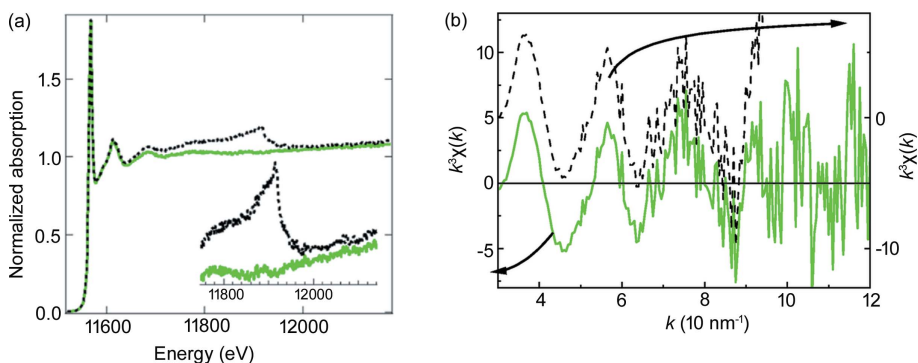 (a)
Normalized absorption
1.5
1.0
0.5
0.0
11800 12000
11600 11800 12000
Energy (eV)
(b)
k³χ(k)
10
5
0
-5
4 6 8 10 12
k (10 nm⁻¹)
0
-10
k³χ(k)